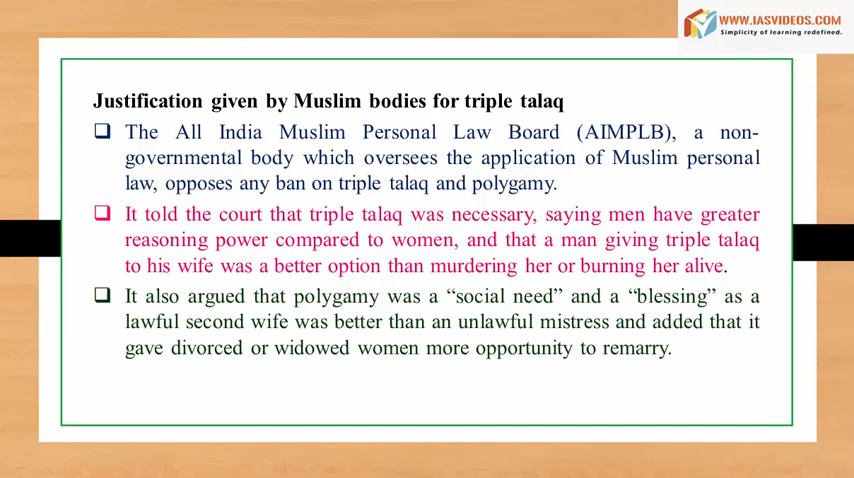 WWW.IASVIDEOS.COM
Simplicity of learning redefined.
Justification given by Muslim bodies for triple talaq
The All India Muslim Personal Law Board (AIMPLB), a non-
governmental body which oversees the application of Muslim personal
law, opposes any ban on triple talaq and polygamy.
It told the court that triple talaq was necessary, saying men have greater
reasoning power compared to women, and that a man giving triple talaq
to his wife was a better option than murdering her or burning her alive.
It also argued that polygamy was a “social need” and a “blessing” as a
lawful second wife was better than an unlawful mistress and added that it
gave divorced or widowed women more opportunity to remarry.